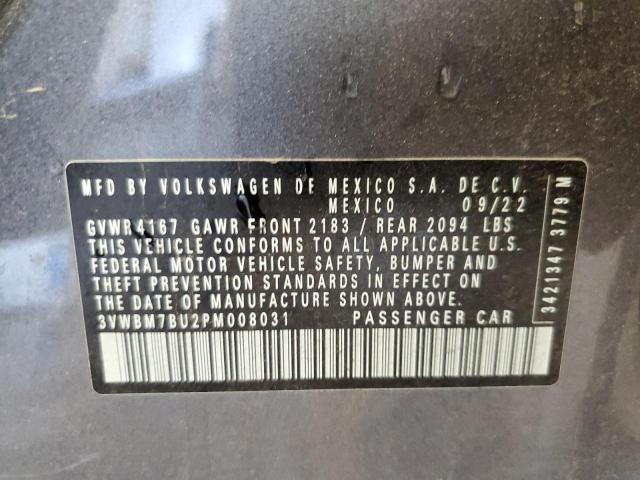 MFD BY VOLKSWAGEN OF MEXICO S.A. DE C.V.
MEXICO 09/22
GVWR 4167 GAWR FRONT 2183 / REAR 2094 LBS
THIS VEHICLE CONFORMS TO ALL APPLICABLE U.S.
FEDERAL MOTOR VEHICLE SAFETY, BUMPER AND
THEFT PREVENTION STANDARDS IN EFFECT ON
THE DATE OF MANUFACTURE SHOWN ABOVE.
3VWBM7BU2PM008031 PASSENGER CAR
3421347 3779 M